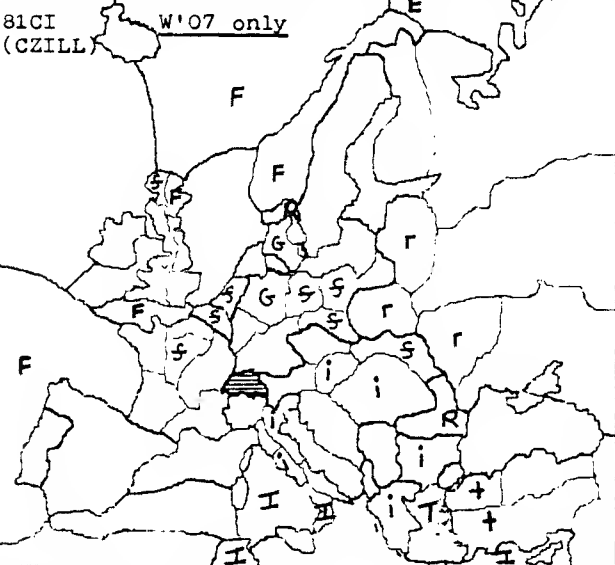 81CI W'07 only
(CZILL)
E
F
F
f F
R
G r
f G f f
F f f r
f f r
F i i
i R
i i
I I i T t
t
I I